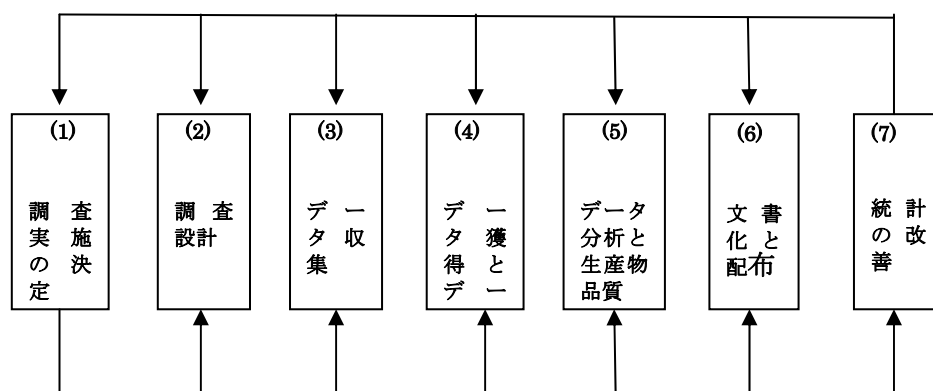 (1)
調査
実施
の決
定
(2)
調査
設計
(3)
デー
タ収
集
(4)
デー
タ獲
得と
デー
(5)
データ
分析と
生産物
品質
(6)
文書
化と
配布
(7)
統計
の改
善